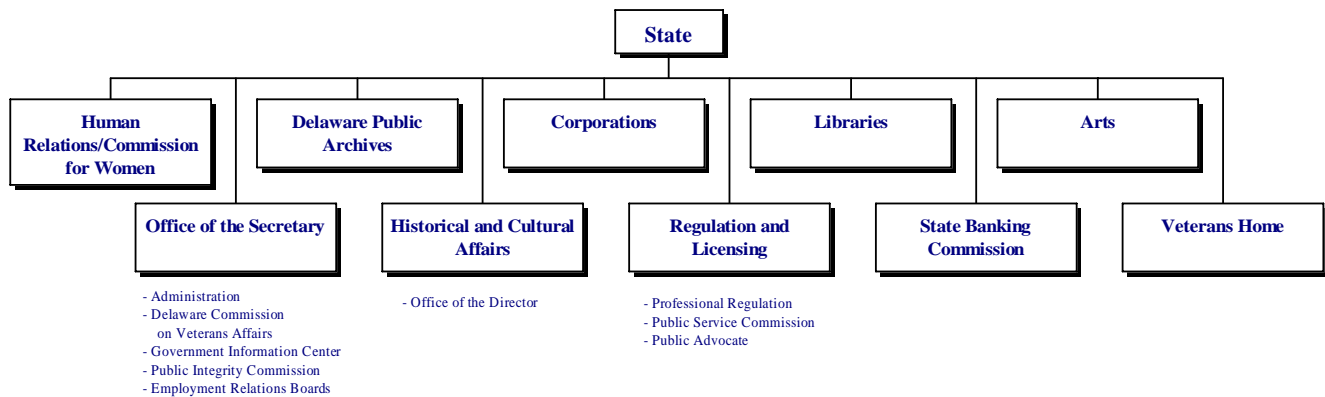 State
Human
Relations/Commission
for Women
Delaware Public
Archives
Corporations
Libraries
Arts
Office of the Secretary
Historical and Cultural
Affairs
Regulation and
Licensing
State Banking
Commission
Veterans Home
- Administration
- Delaware Commission
on Veterans Affairs
- Government Information Center
- Public Integrity Commission
- Employment Relations Boards
- Office of the Director
- Professional Regulation
- Public Service Commission
- Public Advocate